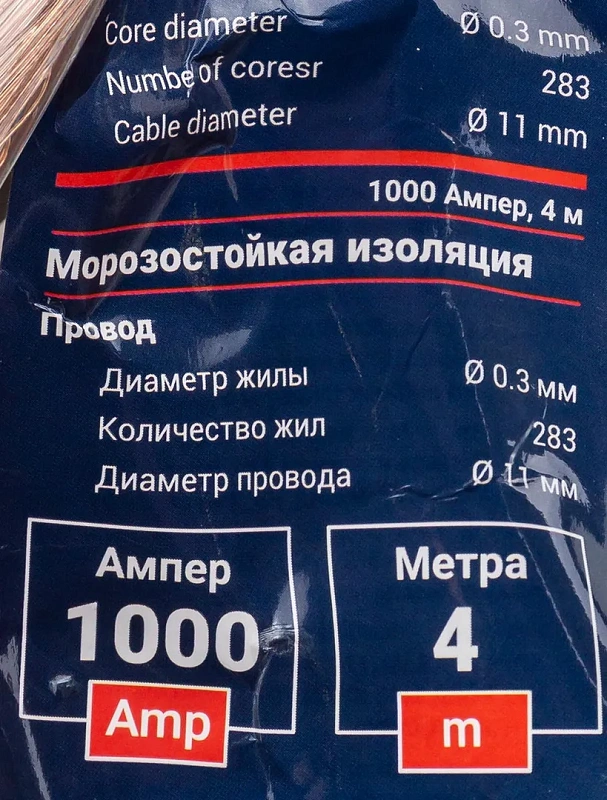 Core diameter Ø 0.3 mm
Numbe of coresr 283
Cable diameter Ø 11 mm
1000 Ампер, 4 м
Морозостойкая изоляция
Провод
Диаметр жилы Ø 0.3 мм
Количество жил 283
Диаметр провода Ø 11 мм
Ампер
1000
Amp
Метра
4
m